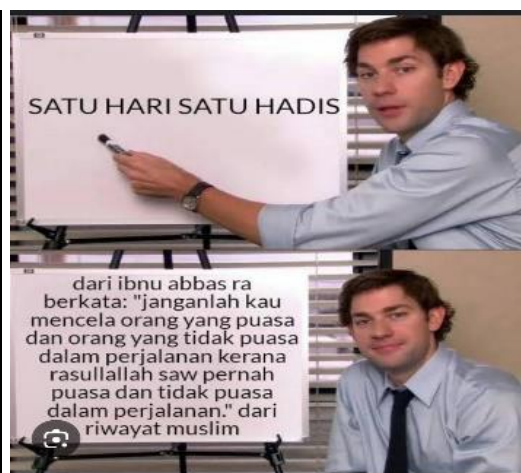 SATU HARI SATU HADIS
dari ibnu abbas ra
berkata: "janganlah kau
mencela orang yang puasa
dan orang yang tidak puasa
dalam perjalanan kerana
rasullallah saw pernah
puasa dan tidak puasa
dalam perjalanan." dari
riwayat muslim